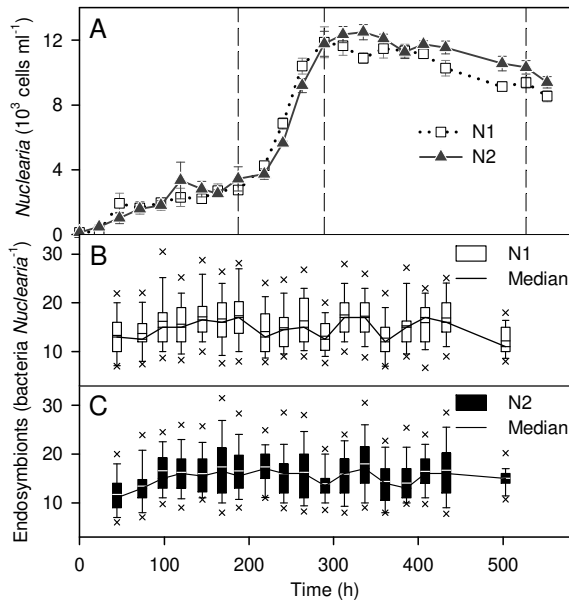 A
12
8
4
0
Nuclearia (10³ cells ml⁻¹)
N1
N2
B
30
20
10
N1
Median
C
30
20
10
N2
Median
Endosymbionts (bacteria Nuclearia⁻¹)
0 100 200 300 400 500
Time (h)